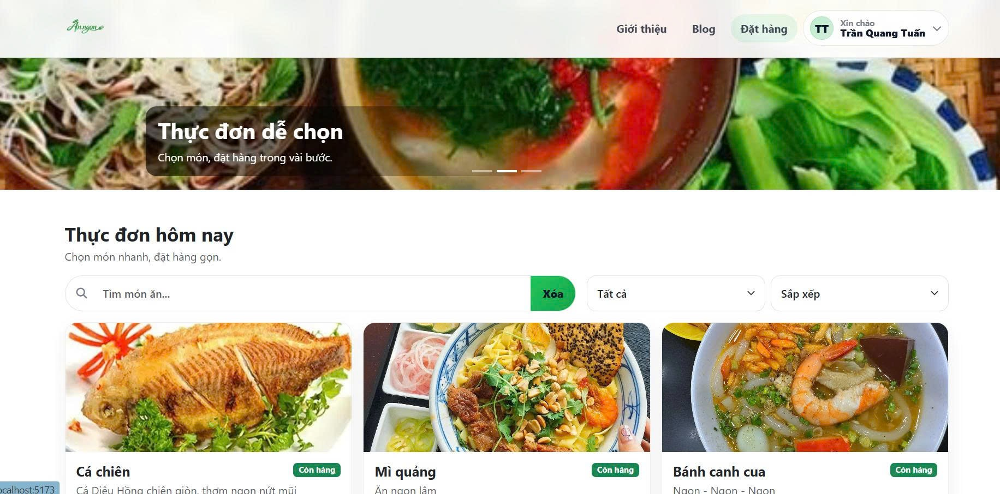 Ăn ngon
Giới thiệu
Blog
Đặt hàng
TT
Xin chào
Trần Quang Tuấn
Thực đơn dễ chọn
Chọn món, đặt hàng trong vài bước.
Thực đơn hôm nay
Chọn món nhanh, đặt hàng gọn.
Tìm món ăn...
Xóa
Tất cả
Sắp xếp
Cá chiên
Còn hàng
Cá Diêu Hồng chiên giòn, thơm ngon nứt mũi
Mì quảng
Còn hàng
Ăn ngon lắm
Bánh canh cua
Còn hàng
Ngon - Ngon - Ngon
ocalhost:5173